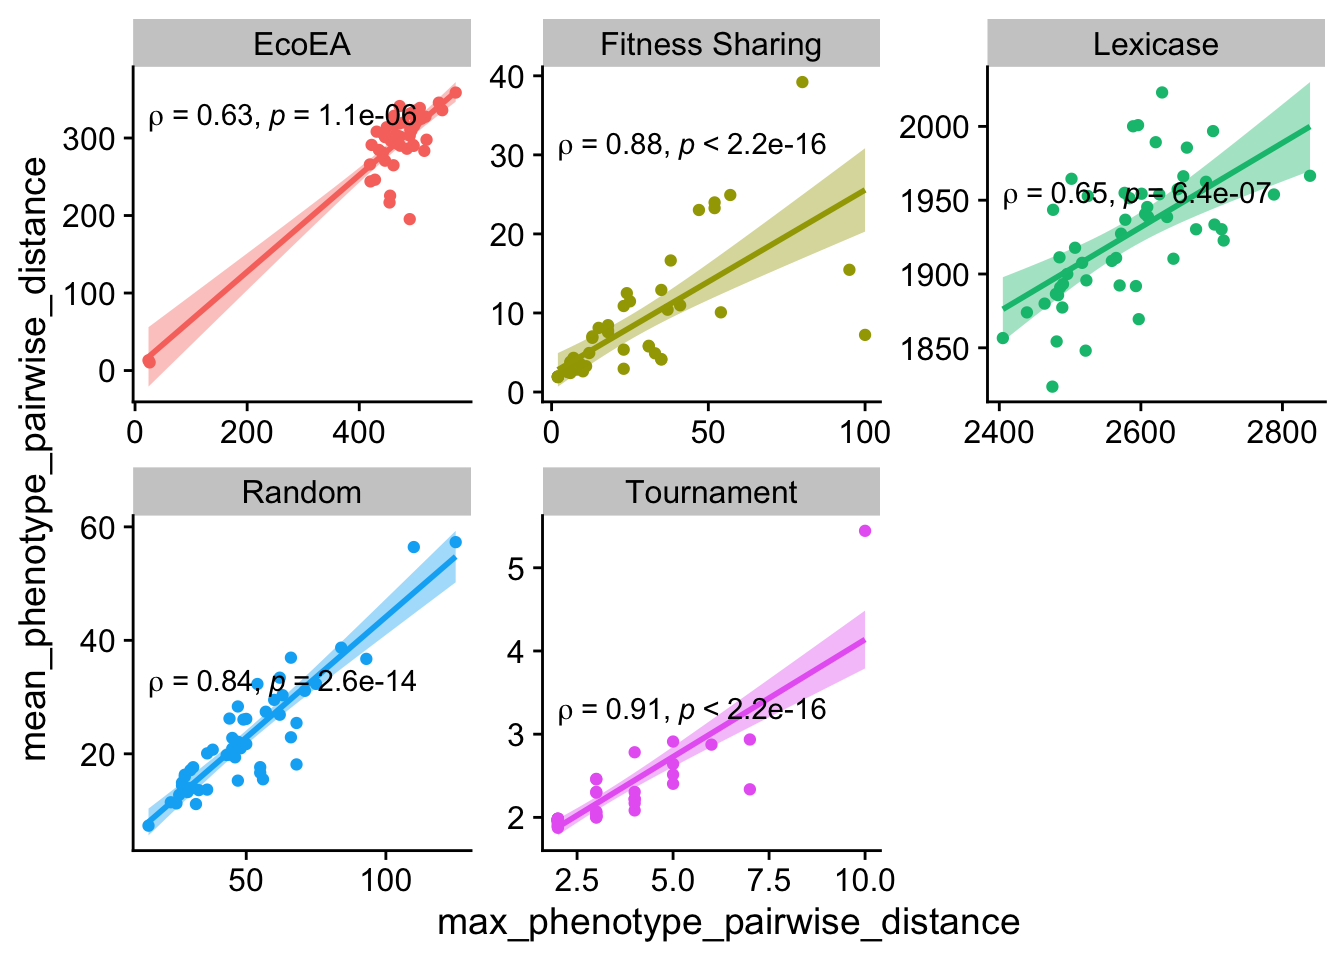 EcoEA
Fitness Sharing
Lexicase
ρ = 0.63, p = 1.1e-06
ρ = 0.88, p < 2.2e-16
ρ = 0.65, p = 6.4e-07
300
200
100
0
40
30
20
10
0
2000
1950
1900
1850
0 200 400
0 50 100
2400 2600 2800
Random
Tournament
ρ = 0.84, p = 2.6e-14
ρ = 0.91, p < 2.2e-16
60
40
20
5
4
3
2
50 100
2.5 5.0 7.5 10.0
max_phenotype_pairwise_distance
mean_phenotype_pairwise_distance